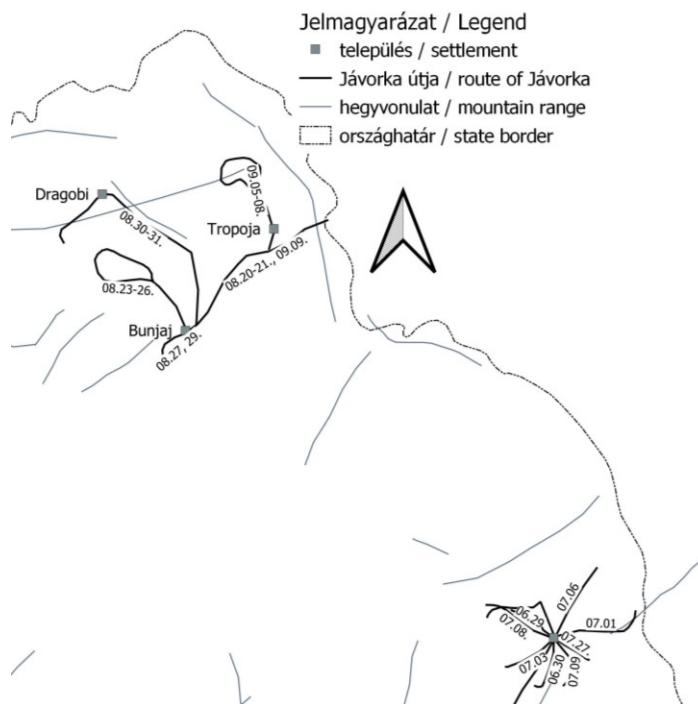 Jelmagyarázat / Legend
település / settlement
Jávorka útja / route of Jávorka
hegyvonulat / mountain range
országhatár / state border
Dragobi
08.30-31.
09.05-08.
Tropoja
08.20-21., 09.09.
08.23-26.
Bunjaj
08.27, 29.
07.06
06.29
07.08.
07.01
07.27.
07.03
06.30
07.09